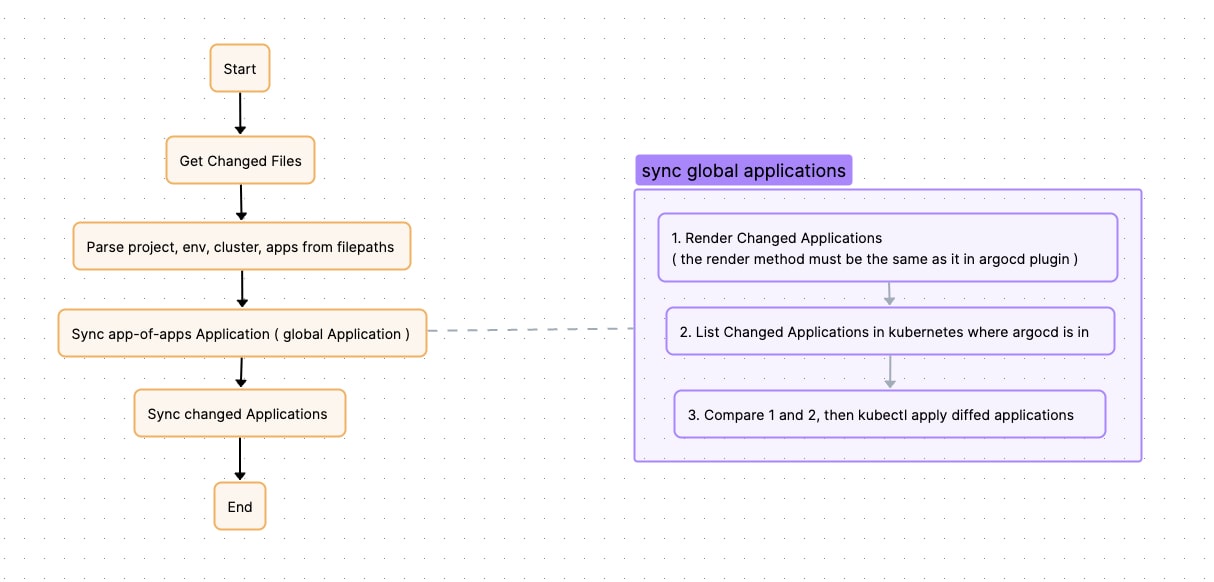 Start
Get Changed Files
Parse project, env, cluster, apps from filepaths
Sync app-of-apps Application ( global Application )
Sync changed Applications
End
sync global applications
1. Render Changed Applications
( the render method must be the same as it in argocd plugin )
2. List Changed Applications in kubernetes where argocd is in
3. Compare 1 and 2, then kubectl apply diffed applications